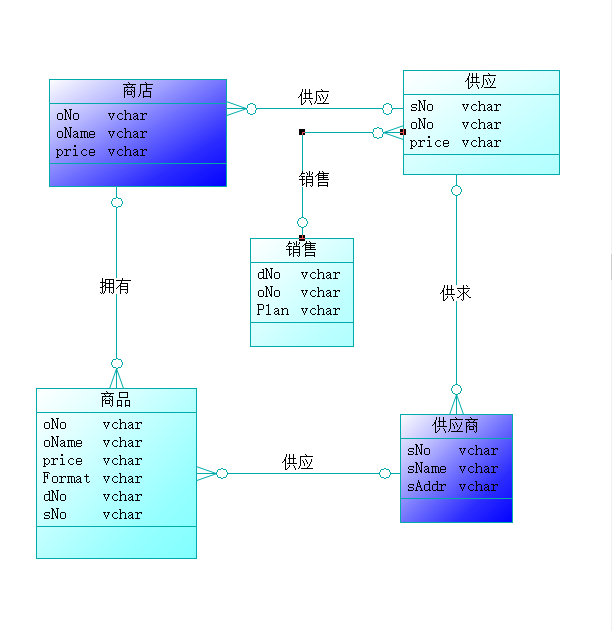 商店
oNo vchar
oName vchar
price vchar
供应
供应
sNo vchar
oNo vchar
price vchar
销售
销售
dNo vchar
oNo vchar
Plan vchar
拥有
供求
商品
oNo vchar
oName vchar
price vchar
Format vchar
dNo vchar
sNo vchar
供应
供应商
sNo vchar
sName vchar
sAddr vchar